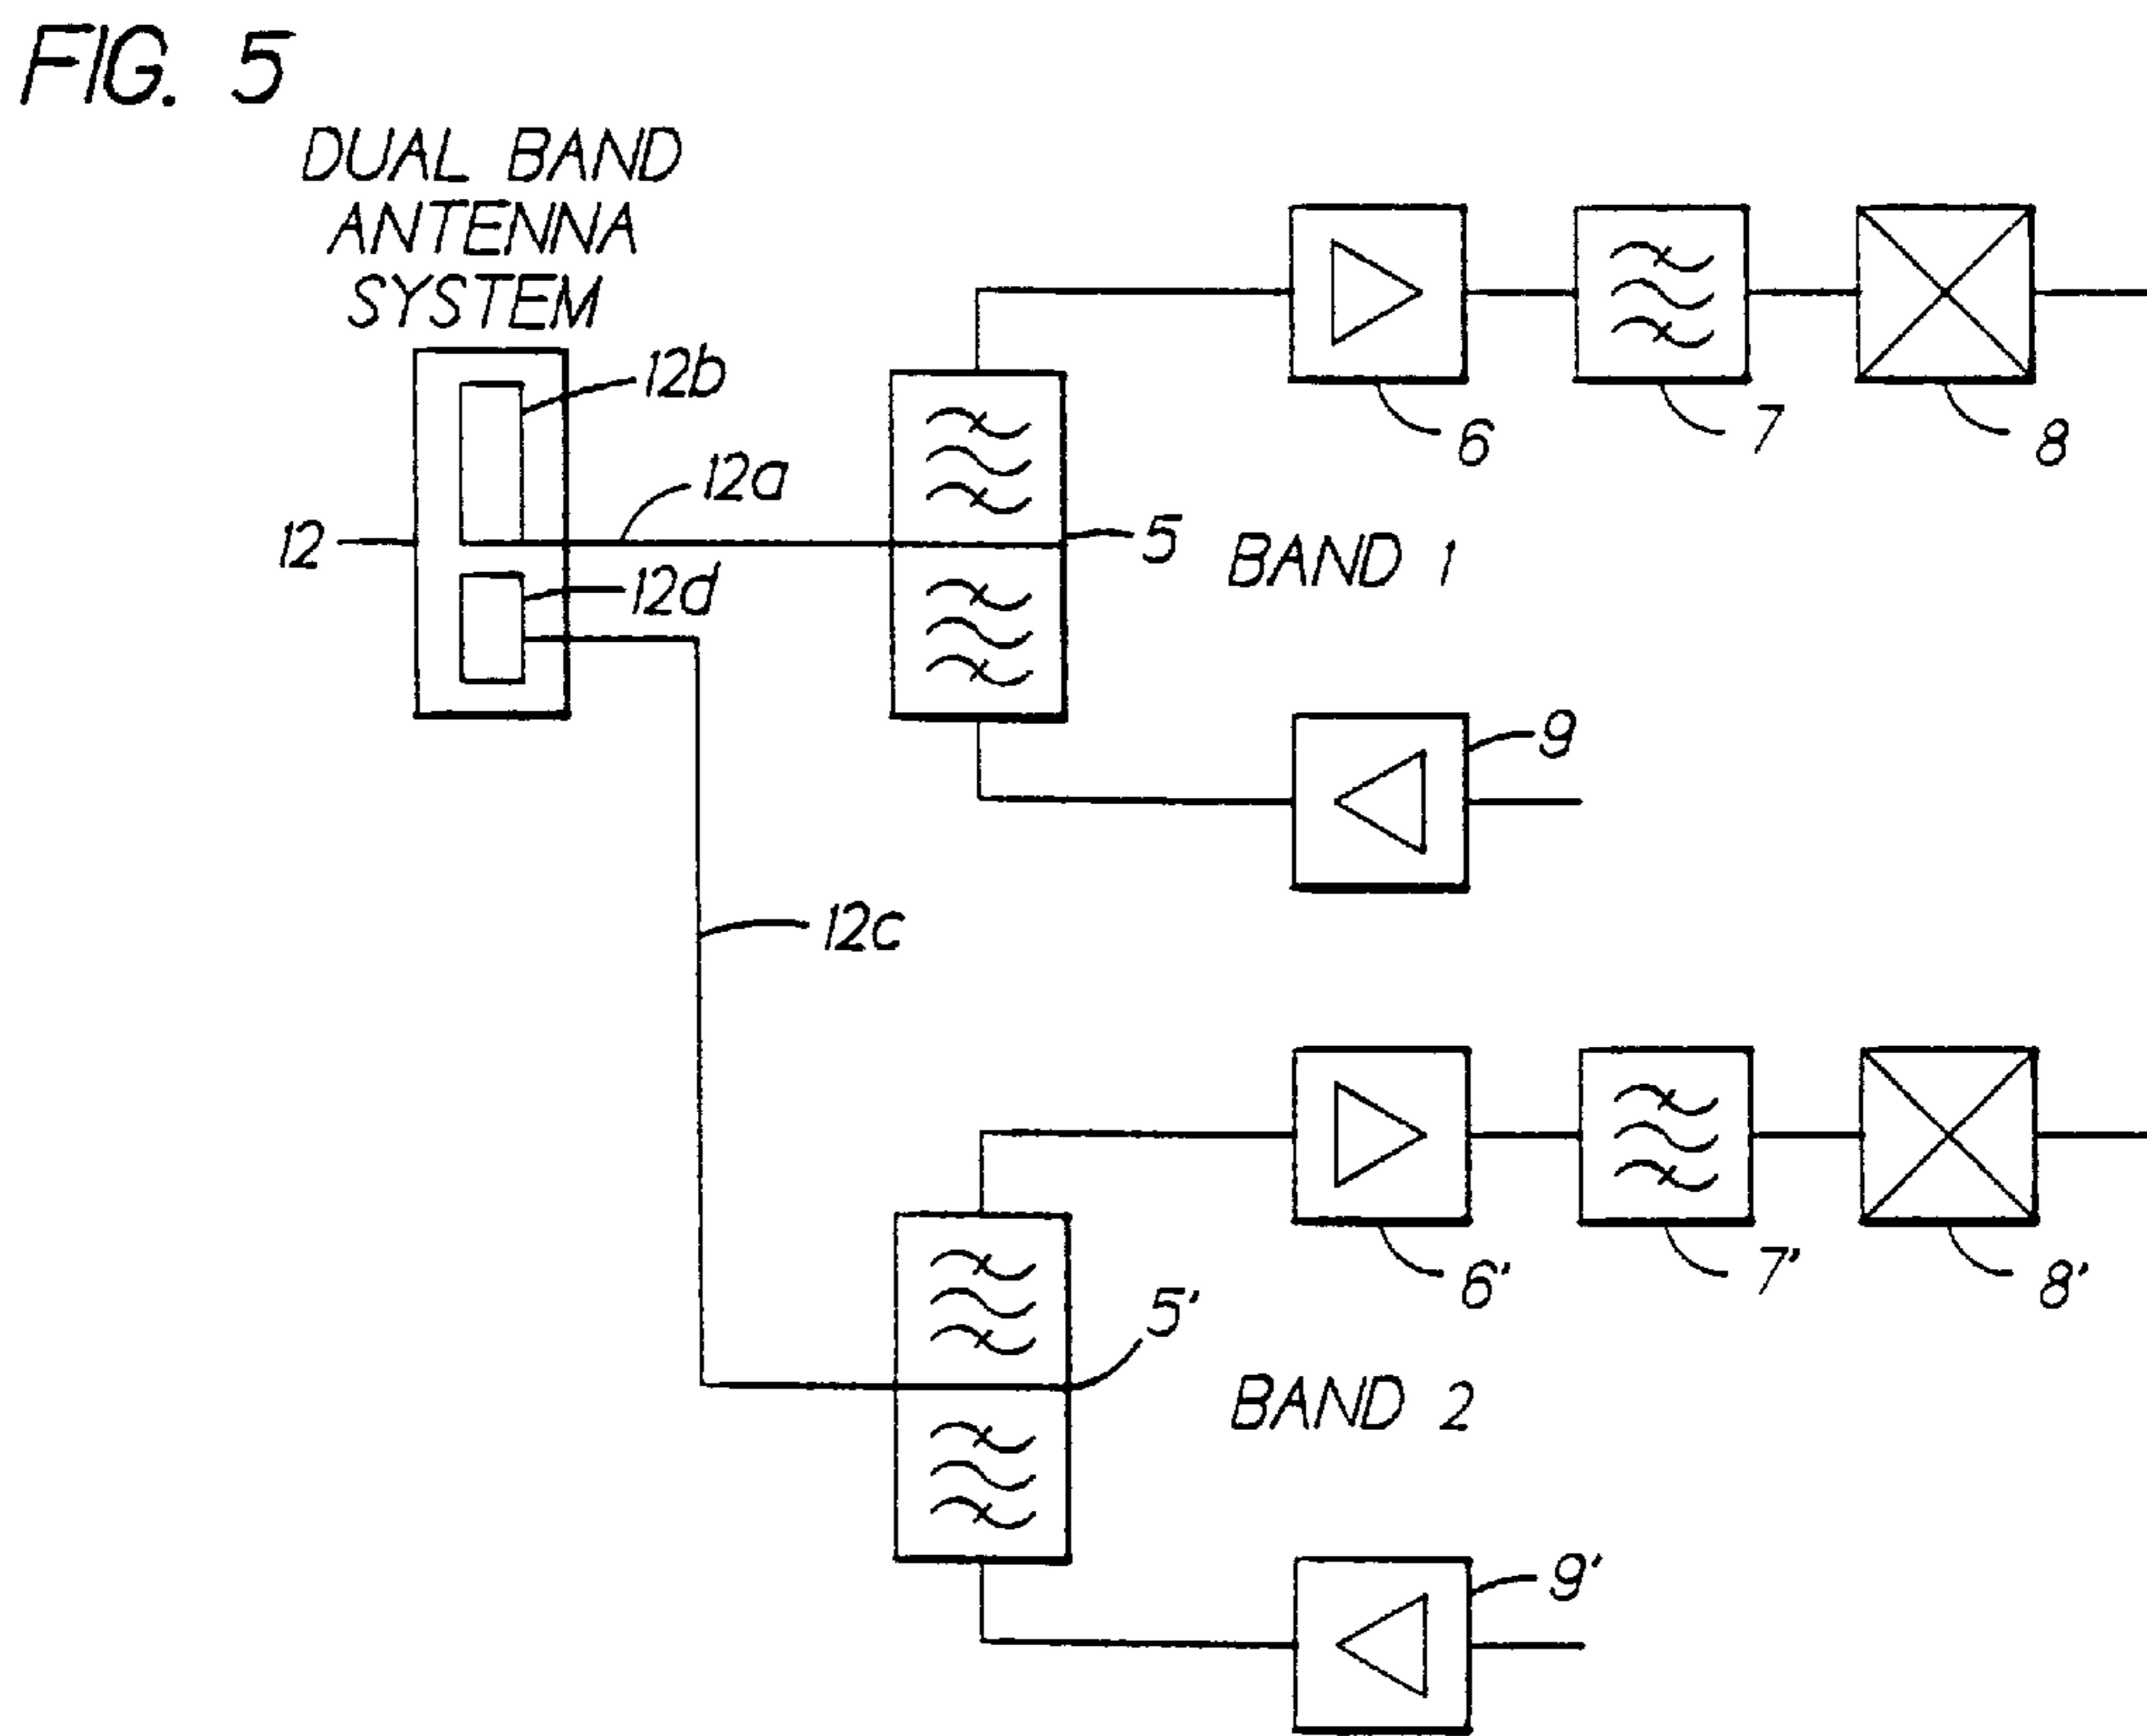 FIG. 5
DUAL BAND
ANTENNA
SYSTEM
12b
12a
12
12d
5
BAND 1
6
7
8
9
12c
6'
7'
8'
5'
BAND 2
9'